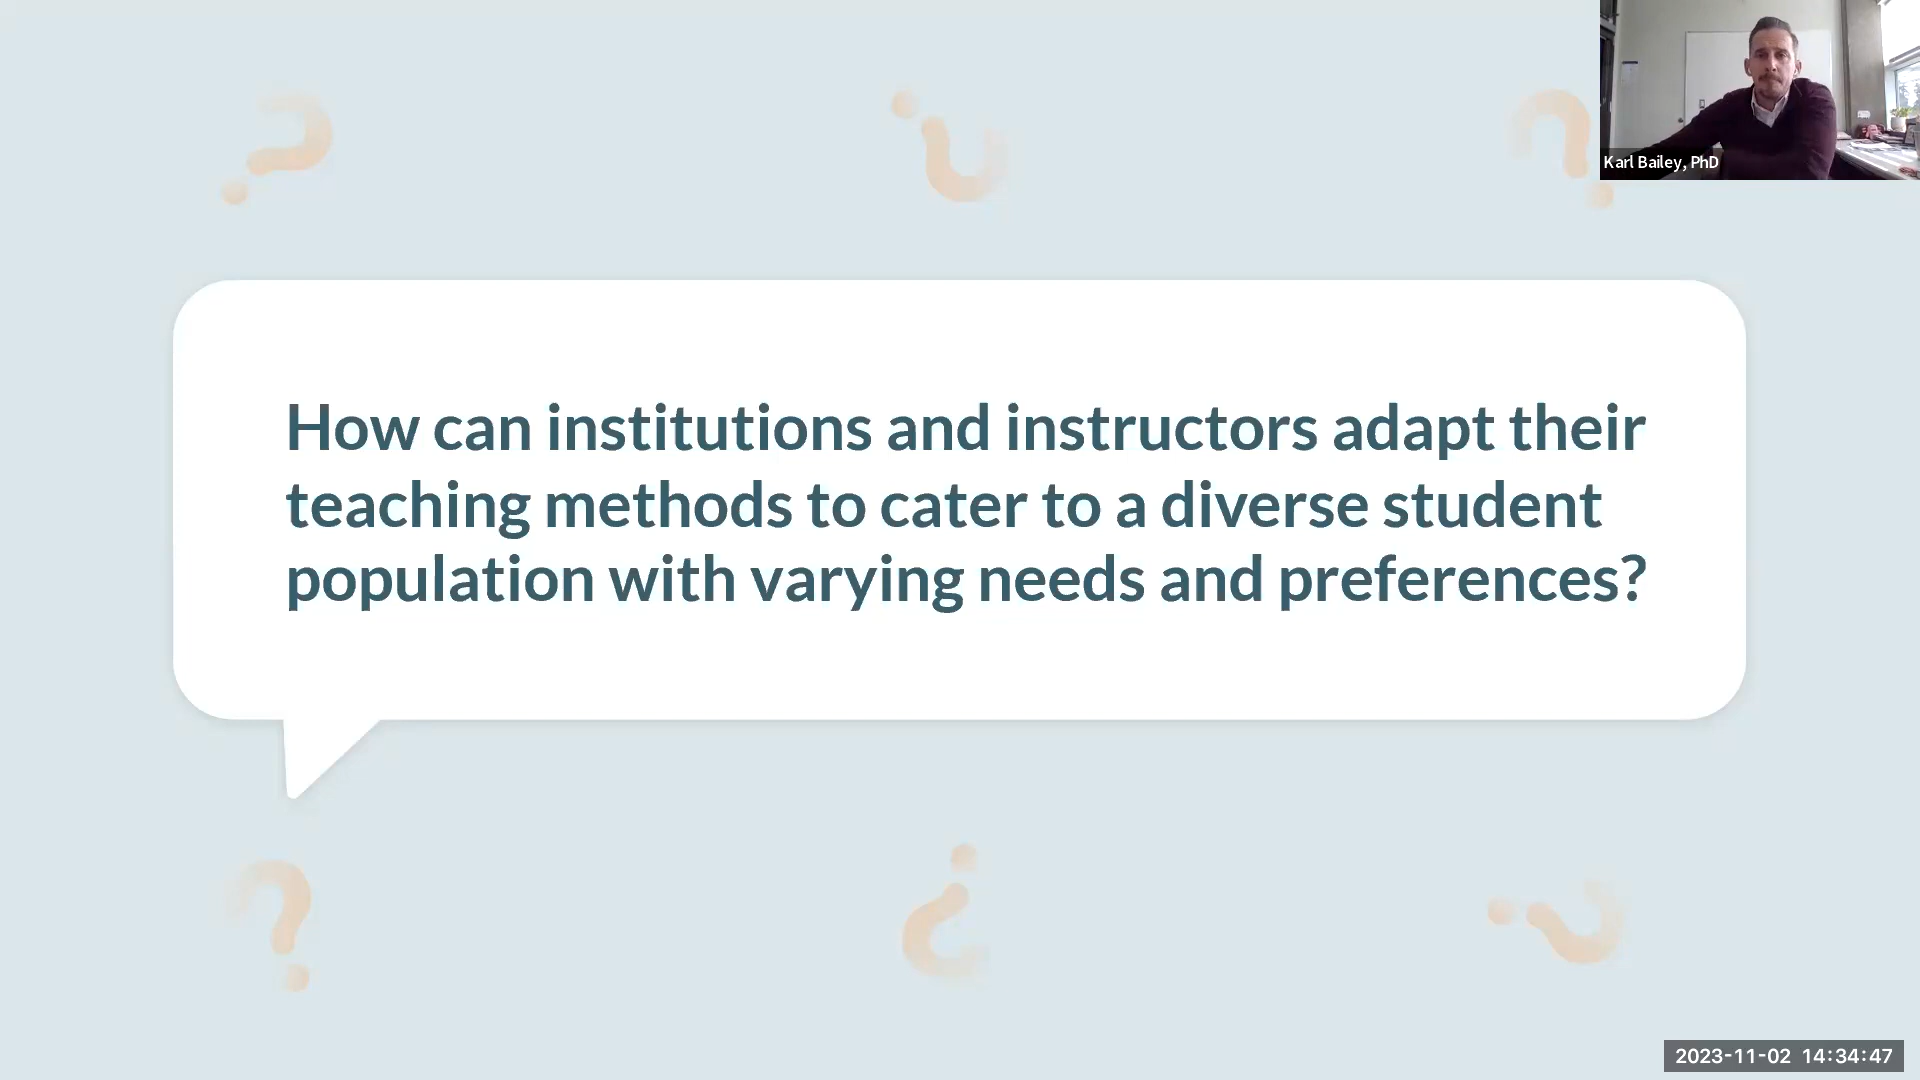 Karl Bailey, PhD
How can institutions and instructors adapt their
teaching methods to cater to a diverse student
population with varying needs and preferences?
2023-11-02 14:34:47